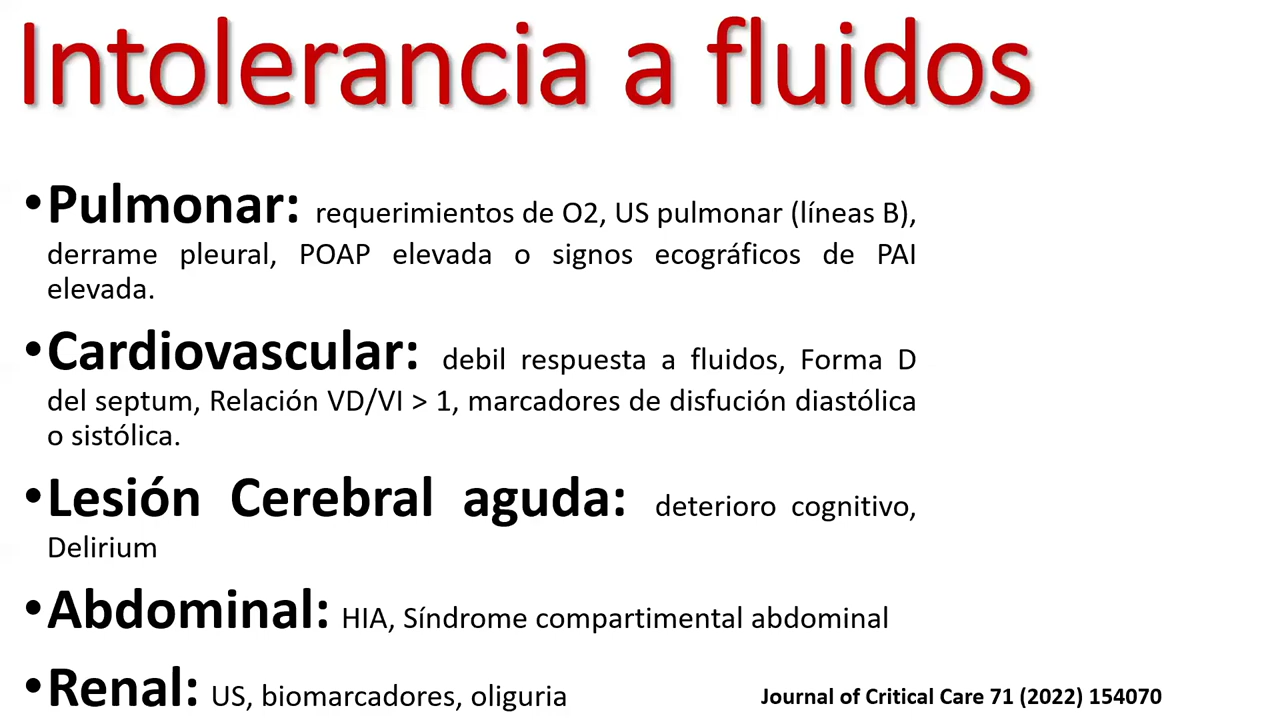 Intolerancia a fluidos
•Pulmonar: requerimientos de O2, US pulmonar (líneas B),
derrame pleural, POAP elevada o signos ecográficos de PAI
elevada.
•Cardiovascular: debil respuesta a fluidos, Forma D
del septum, Relación VD/VI > 1, marcadores de disfución diastólica
o sistólica.
•Lesión Cerebral aguda: deterioro cognitivo,
Delirium
•Abdominal: HIA, Síndrome compartimental abdominal
•Renal: US, biomarcadores, oliguria
Journal of Critical Care 71 (2022) 154070